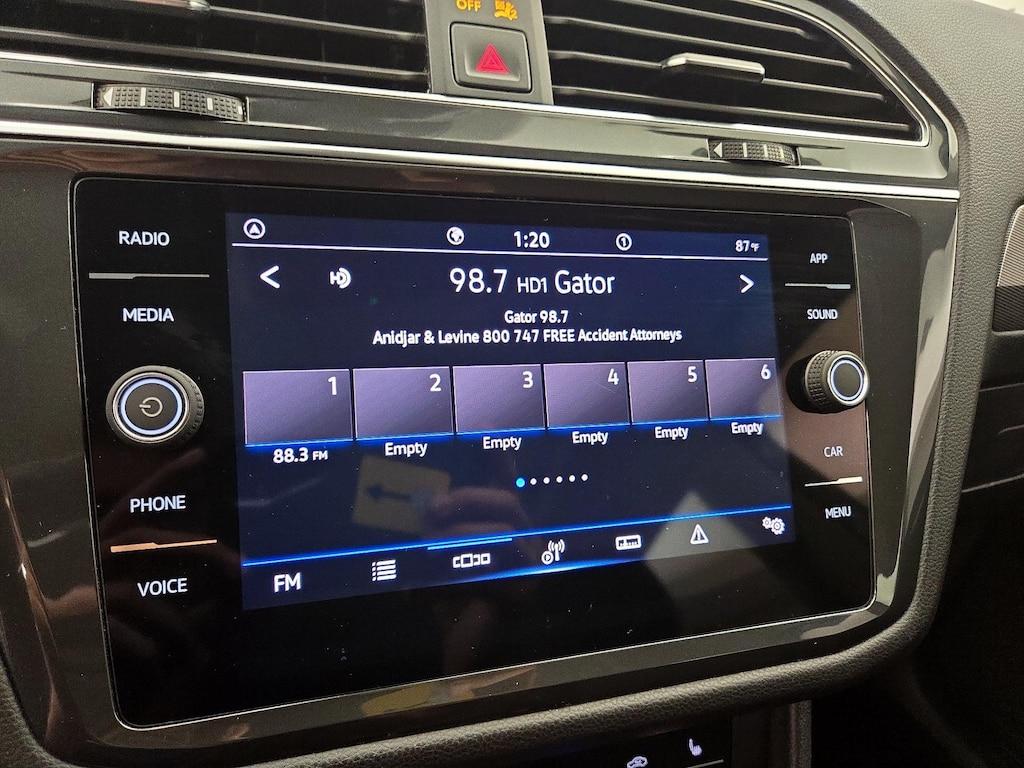 OFF
RADIO
MEDIA
PHONE
VOICE
1:20
1
87°F
HD
98.7 HD1 Gator
Gator 98.7
Anidjar & Levine 800 747 FREE Accident Attorneys
1 2 3 4 5 6
88.3 FM Empty Empty Empty Empty Empty
FM
APP
SOUND
CAR
MENU